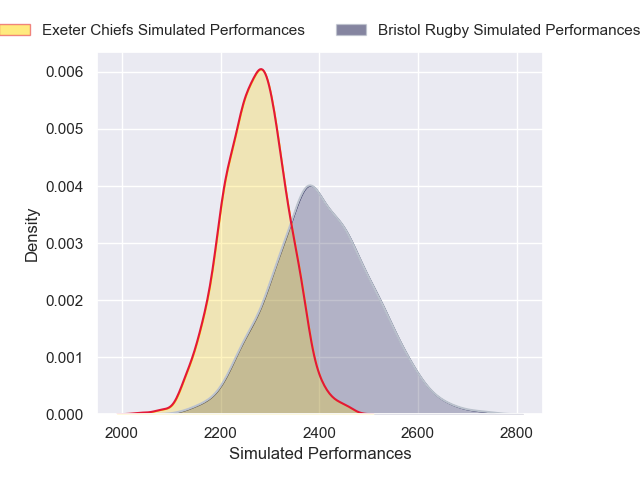 Exeter Chiefs Simulated Performances
Bristol Rugby Simulated Performances
0.006
0.005
0.004
0.003
0.002
0.001
0.000
Density
2000 2200 2400 2600 2800
Simulated Performances